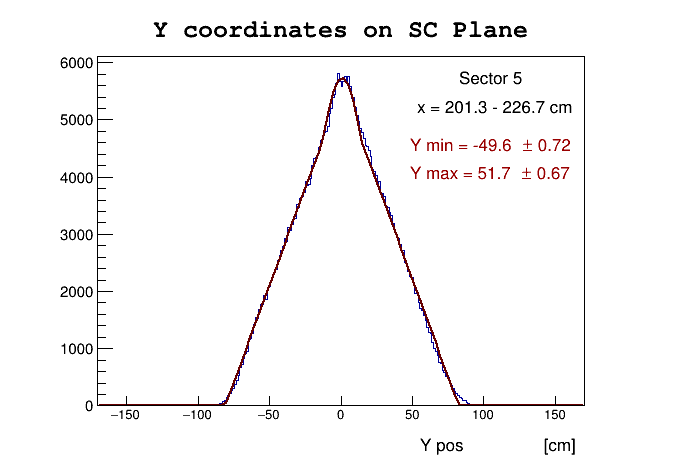 Y coordinates on SC Plane
6000
5000
4000
3000
2000
1000
0
Sector 5
x = 201.3 - 226.7 cm
Y min = -49.6 ± 0.72
Y max = 51.7 ± 0.67
−150 −100 −50 0 50 100 150
Y pos [cm]